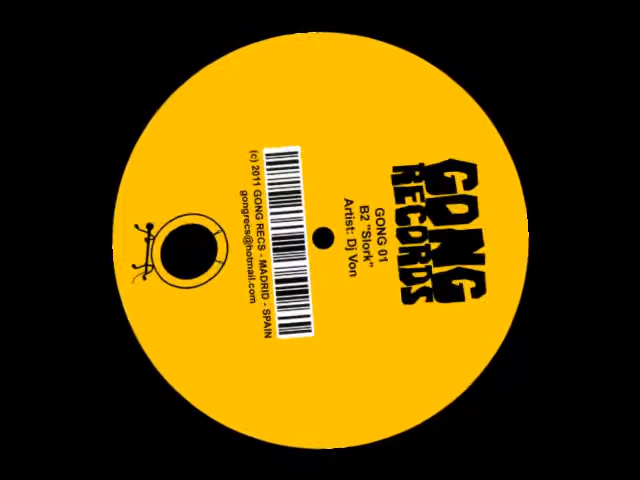 GONG
RECORDS
GONG 01
B2 "Slork"
Artist: Dj Von
(c) 2011 GONG RECS - MADRID - SPAIN
gongrecs@hotmail.com